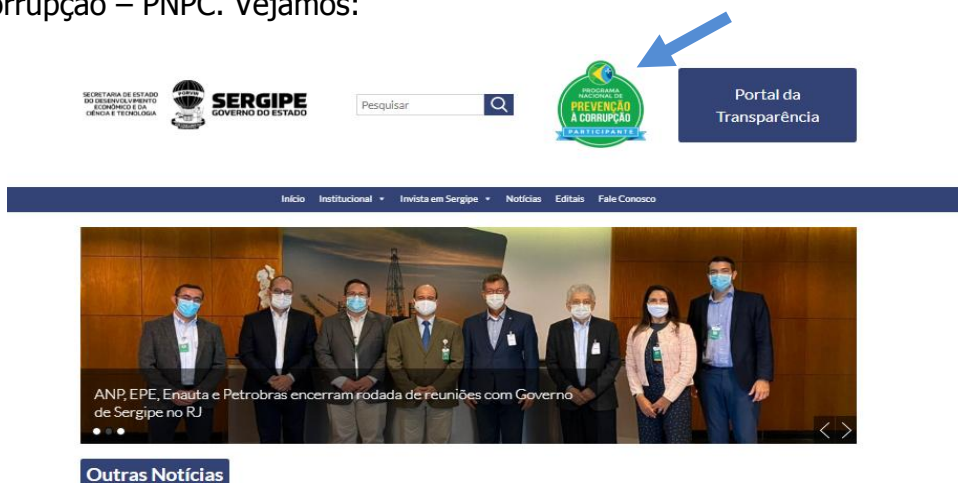 orrupção – PNPC. Vejamos:
SECRETARIA DE ESTADO
DO DESENVOLVIMENTO
ECONÔMICO E DA
CIÊNCIA E TECNOLOGIA
SERGIPE
GOVERNO DO ESTADO
Pesquisar
PROGRAMA
NACIONAL DE
PREVENÇÃO
À CORRUPÇÃO
PARTICIPANTE
Portal da
Transparência
Início Institucional Invista em Sergipe Notícias Editais Fale Conosco
ANP, EPE, Enauta e Petrobras encerram rodada de reuniões com Governo
de Sergipe no RJ
Outras Notícias